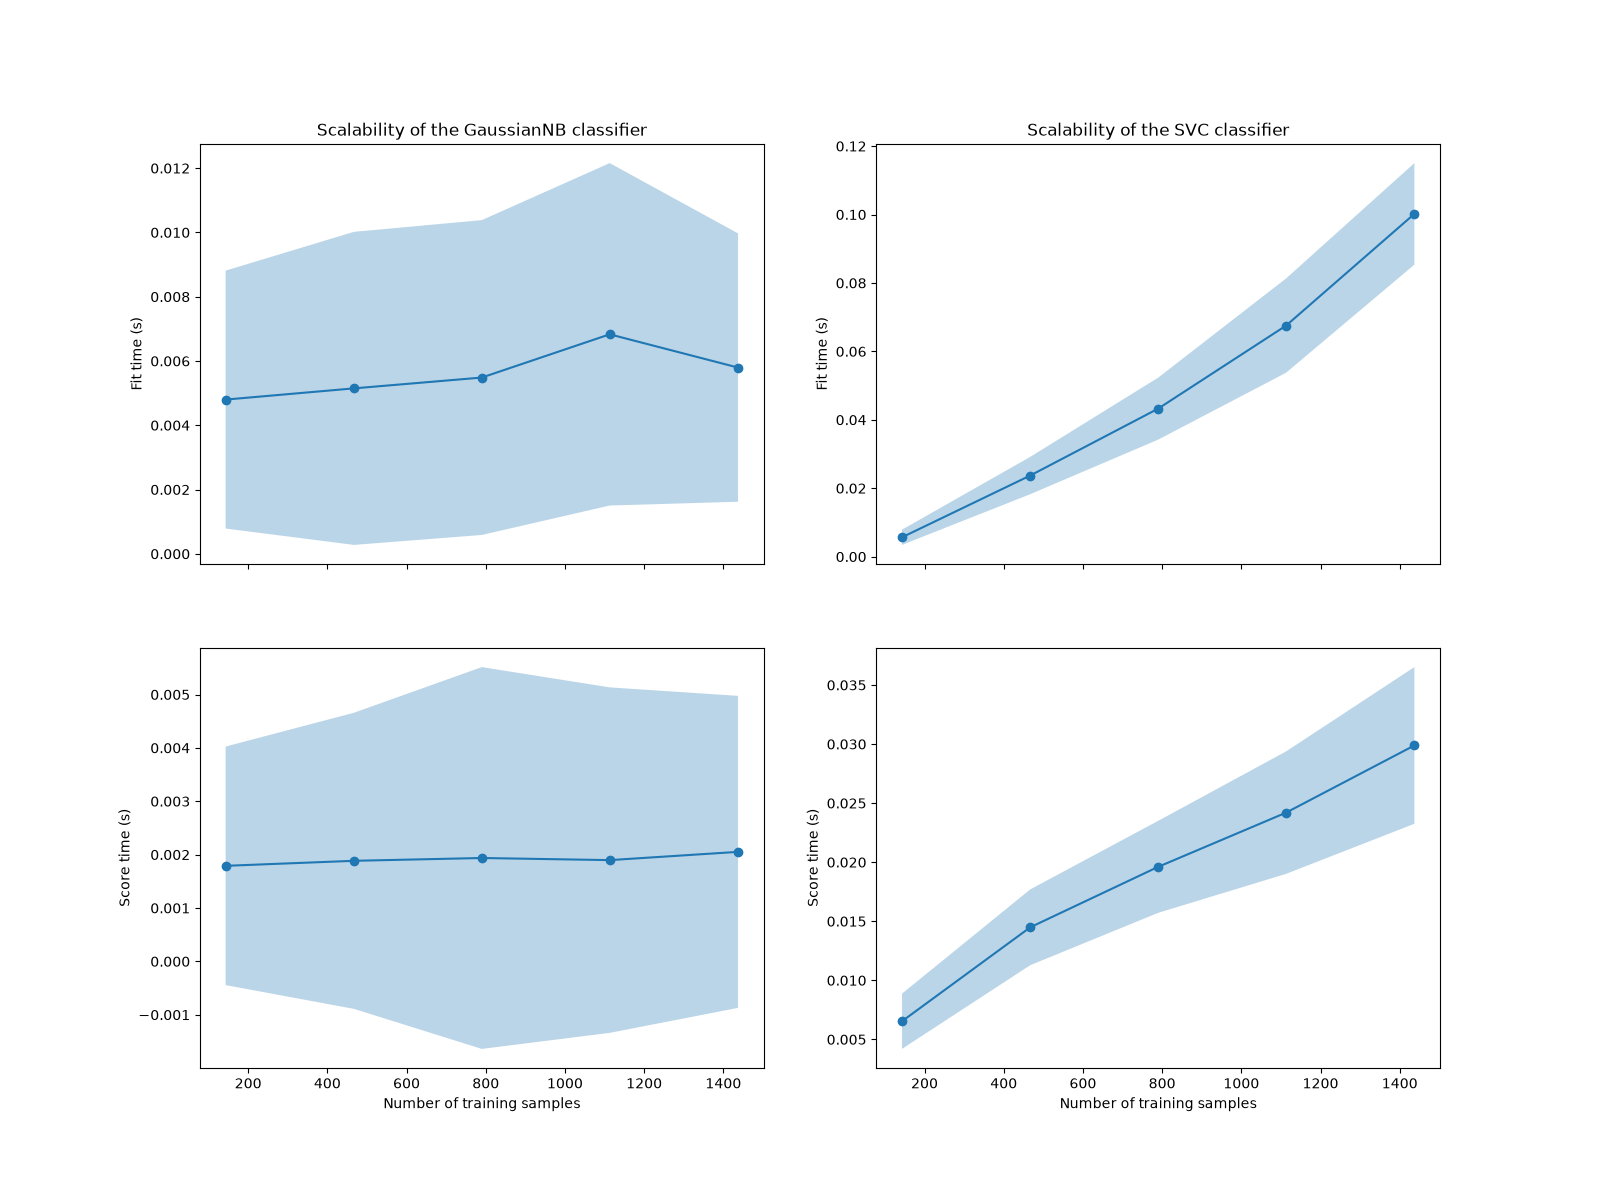 Scalability of the GaussianNB classifier
0.012
0.010
0.008
0.006
0.004
0.002
0.000
Fit time (s)
Scalability of the SVC classifier
0.12
0.10
0.08
0.06
0.04
0.02
0.00
Fit time (s)
0.005
0.004
0.003
0.002
0.001
0.000
−0.001
Score time (s)
200 400 600 800 1000 1200 1400
Number of training samples
0.035
0.030
0.025
0.020
0.015
0.010
0.005
Score time (s)
200 400 600 800 1000 1200 1400
Number of training samples